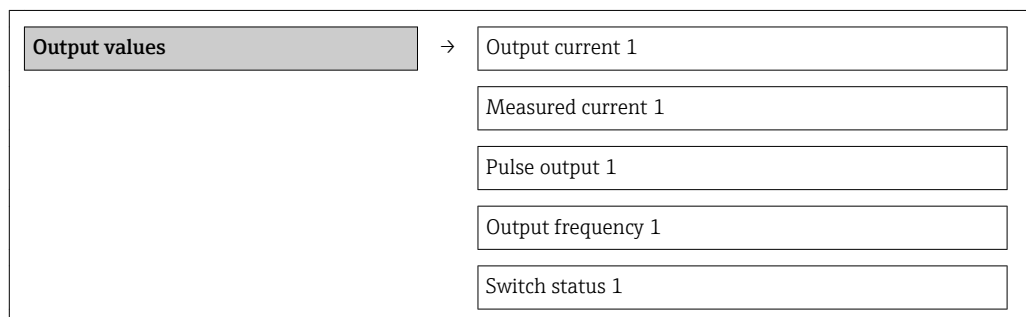 Output values → Output current 1
Measured current 1
Pulse output 1
Output frequency 1
Switch status 1